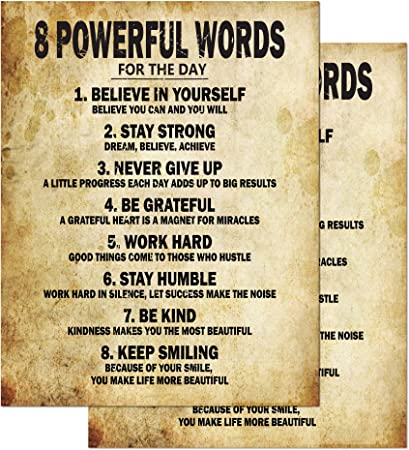 8 POWERFUL WORDS
FOR THE DAY
1. BELIEVE IN YOURSELF
BELIEVE YOU CAN AND YOU WILL
2. STAY STRONG
DREAM, BELIEVE, ACHIEVE
3. NEVER GIVE UP
A LITTLE PROGRESS EACH DAY ADDS UP TO BIG RESULTS
4. BE GRATEFUL
A GRATEFUL HEART IS A MAGNET FOR MIRACLES
5. WORK HARD
GOOD THINGS COME TO THOSE WHO HUSTLE
6. STAY HUMBLE
WORK HARD IN SILENCE, LET SUCCESS MAKE THE NOISE
7. BE KIND
KINDNESS MAKES YOU THE MOST BEAUTIFUL
8. KEEP SMILING
BECAUSE OF YOUR SMILE,
YOU MAKE LIFE MORE BEAUTIFUL
ORDS
LF
G RESULTS
RACLES
STLE
THE NOISE
TIFUL
BECAUSE OF YOUR SMILE,
YOU MAKE LIFE MORE BEAUTIFUL